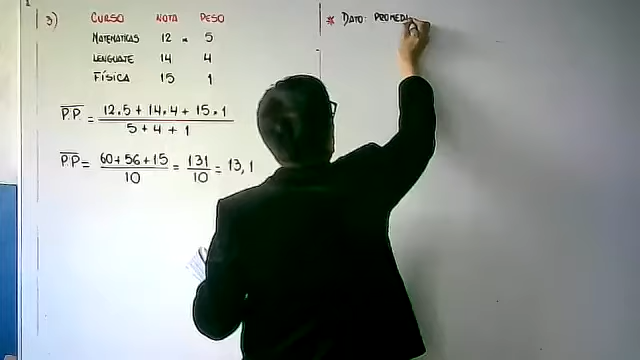 3) CURSO NOTA PESO
MATEMATICAS 12 × 5
LENGUAJE 14 4
FÍSICA 15 1
P.P. = 12.5 + 14.4 + 15.1 / 5 + 4 + 1
P.P = 60+56+15 / 10 = 131 / 10 = 13,1
* DATO: PROMEDI